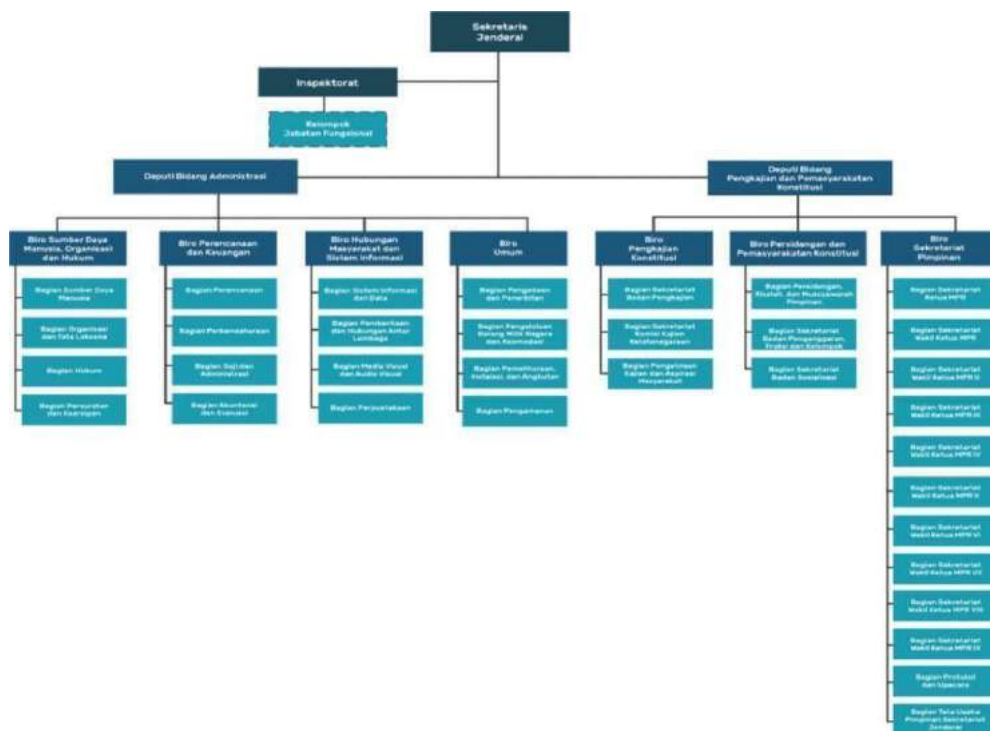 Sekretaris
Jenderal
Inspektorat
Kelompok
Jabatan Fungsional
Deputi Bidang Administrasi
Deputi Bidang
Pengkajian dan Pemasyarakatan
Konstitusi
Biro Sumber Daya
Manusia, Organisasi
dan Hukum
Biro Perencanaan
dan Keuangan
Biro Hubungan
Masyarakat dan
Sistem Informasi
Biro
Umum
Biro
Pengkajian
Konstitusi
Biro Persidangan dan
Pemasyarakatan Konstitusi
Biro
Sekretariat
Pimpinan
Bagian Sumber Daya
Manusia
Bagian Organisasi
dan Tata Laksana
Bagian Hukum
Bagian Persuratan
dan Kearsipan
Bagian Perencanaan
Bagian Perbendaharaan
Bagian Gaji dan
Administrasi
Bagian Akuntansi
dan Evaluasi
Bagian Sistem Informasi
dan Data
Bagian Pemberitaan
dan Hubungan Antar
Lembaga
Bagian Media Visual
dan Audio Visual
Bagian Perpustakaan
Bagian Pengadaan
dan Penerbitan
Bagian Pengelolaan
Barang Milik Negara
dan Akomodasi
Bagian Pemeliharaan,
Instalasi, dan Angkutan
Bagian Pengamanan
Bagian Sekretariat
Badan Pengkajian
Bagian Sekretariat
Komisi Kajian
Ketatanegaraan
Bagian Pengelolaan
Kajian dan Aspirasi
Masyarakat
Bagian Persidangan,
Risalah, dan Musyawarah
Pimpinan
Bagian Sekretariat
Badan Penganggaran,
Fraksi dan Kelompok
Bagian Sekretariat
Badan Sosialisasi
Bagian Sekretariat
Ketua MPR
Bagian Sekretariat
Wakil Ketua MPR
Bagian Sekretariat
Wakil Ketua MPR II
Bagian Sekretariat
Wakil Ketua MPR III
Bagian Sekretariat
Wakil Ketua MPR IV
Bagian Sekretariat
Wakil Ketua MPR V
Bagian Sekretariat
Wakil Ketua MPR VI
Bagian Sekretariat
Wakil Ketua MPR VII
Bagian Sekretariat
Wakil Ketua MPR VIII
Bagian Sekretariat
Wakil Ketua MPR IX
Bagian Protokol
dan Upacara
Bagian Tata Usaha
Pimpinan Sekretariat
Jenderal